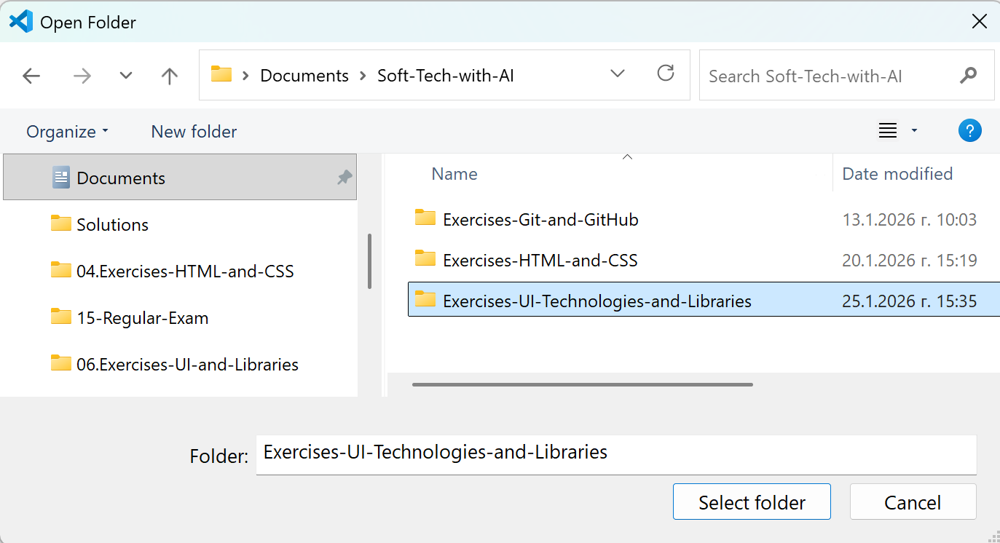 Open Folder
Documents > Soft-Tech-with-AI
Search Soft-Tech-with-AI
Organize
New folder
?
Documents
Solutions
04.Exercises-HTML-and-CSS
15-Regular-Exam
06.Exercises-UI-and-Libraries
Name Date modified
Exercises-Git-and-GitHub 13.1.2026 г. 10:03
Exercises-HTML-and-CSS 20.1.2026 г. 15:19
Exercises-UI-Technologies-and-Libraries 25.1.2026 г. 15:35
Folder: Exercises-UI-Technologies-and-Libraries
Select folder Cancel